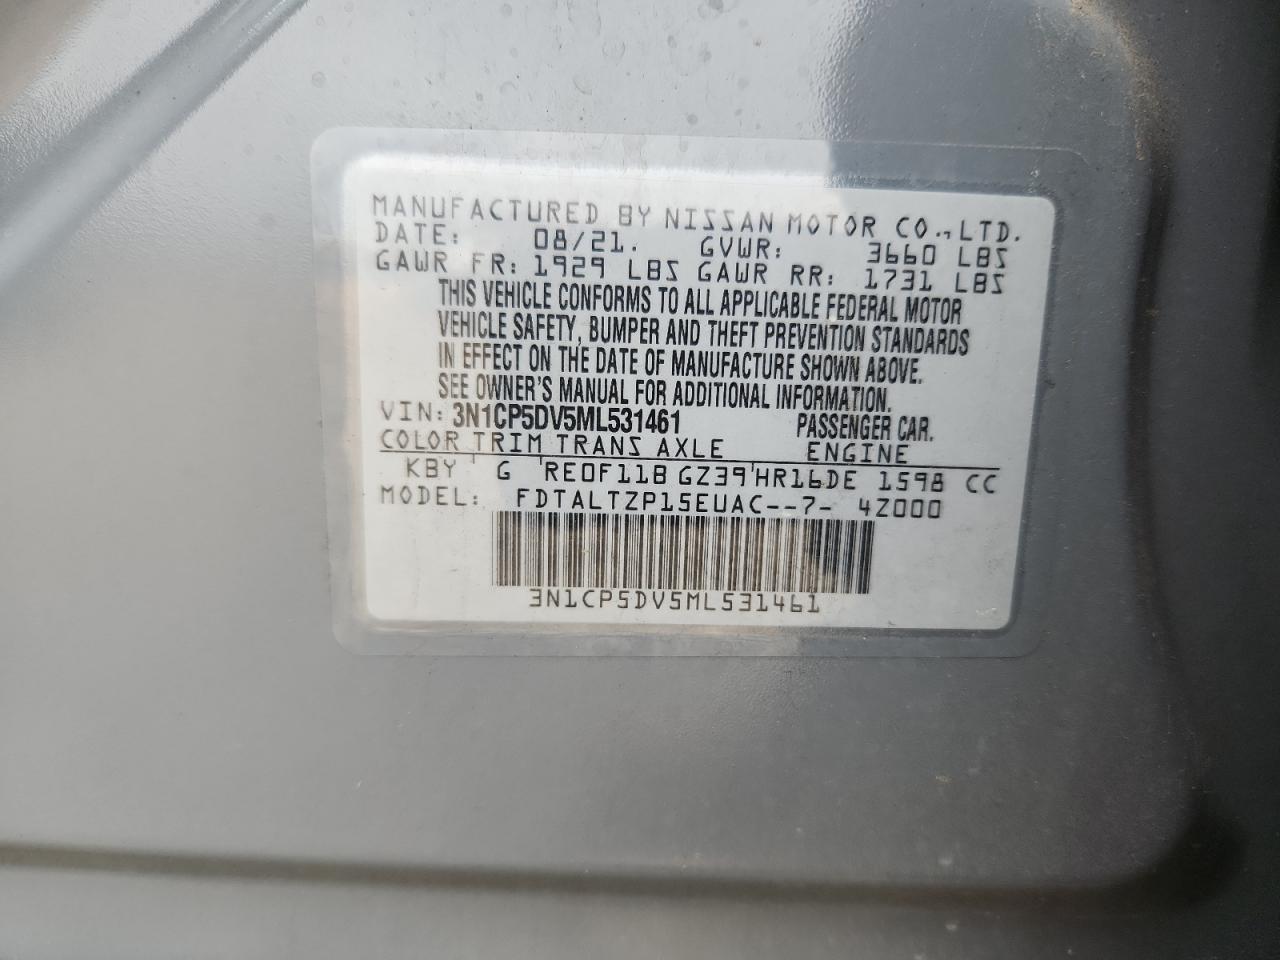 MANUFACTURED BY NISSAN MOTOR CO.,LTD.
DATE: 08/21. GVWR: 3660 LBS
GAWR FR: 1929 LBS GAWR RR: 1731 LBS
THIS VEHICLE CONFORMS TO ALL APPLICABLE FEDERAL MOTOR
VEHICLE SAFETY, BUMPER AND THEFT PREVENTION STANDARDS
IN EFFECT ON THE DATE OF MANUFACTURE SHOWN ABOVE.
SEE OWNER'S MANUAL FOR ADDITIONAL INFORMATION.
VIN: 3N1CP5DV5ML531461 PASSENGER CAR.
COLOR TRIM TRANS AXLE ENGINE
KBY G RE0F11B GZ39 HR16DE 1598 CC
MODEL: FDTALTZP15EUAC--7- 4Z000
3N1CP5DV5ML531461